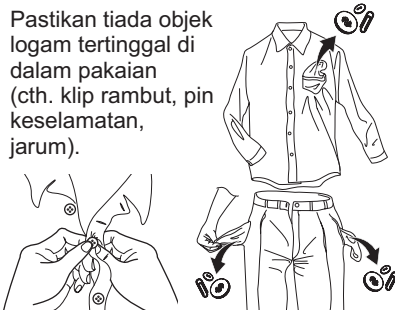 Pastikan tiada objek
logam tertinggal di
dalam pakaian
(cth. klip rambut, pin
keselamatan,
jarum).